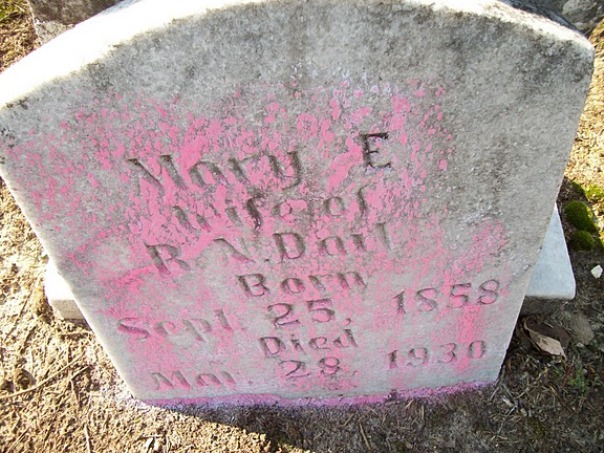 Mary E
Wife of
R. N. Dail
Born
Sept. 25, 1858
Died
Mar. 28, 1930